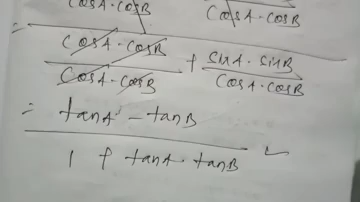 CosA·CosB CosA·CosB
= CosA·CosB / CosA·CosB + SinA·SinB / CosA·CosB
= tanA - tanB
1 + tanA·tanB ✓